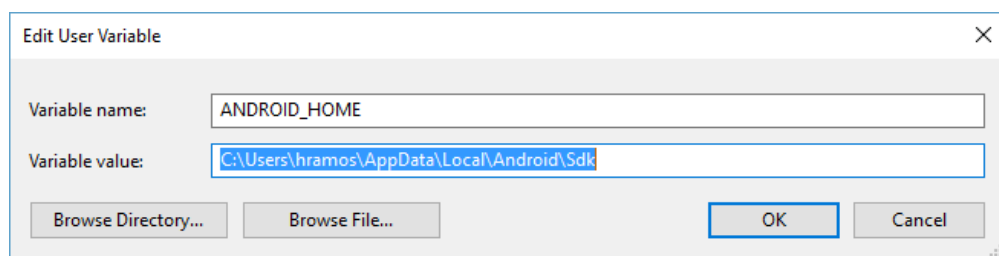 Edit User Variable
Variable name: ANDROID_HOME
Variable value: C:\Users\hramos\AppData\Local\Android\Sdk
Browse Directory... Browse File... OK Cancel